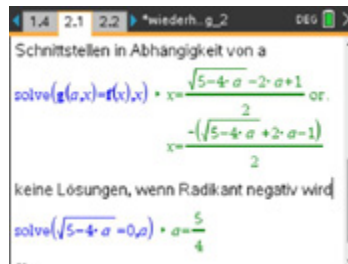 1.4 2.1 2.2 *wiederh...g_2 DEG
Schnittstellen in Abhängigkeit von a
solve(g(a,x)=f(x),x) ▸ x=(√(5-4·a) -2·a+1)/2 or.
x=-(√(5-4·a) +2·a-1)/2
keine Lösungen, wenn Radikant negativ wird
solve(√(5-4·a) =0,a) ▸ a=5/4